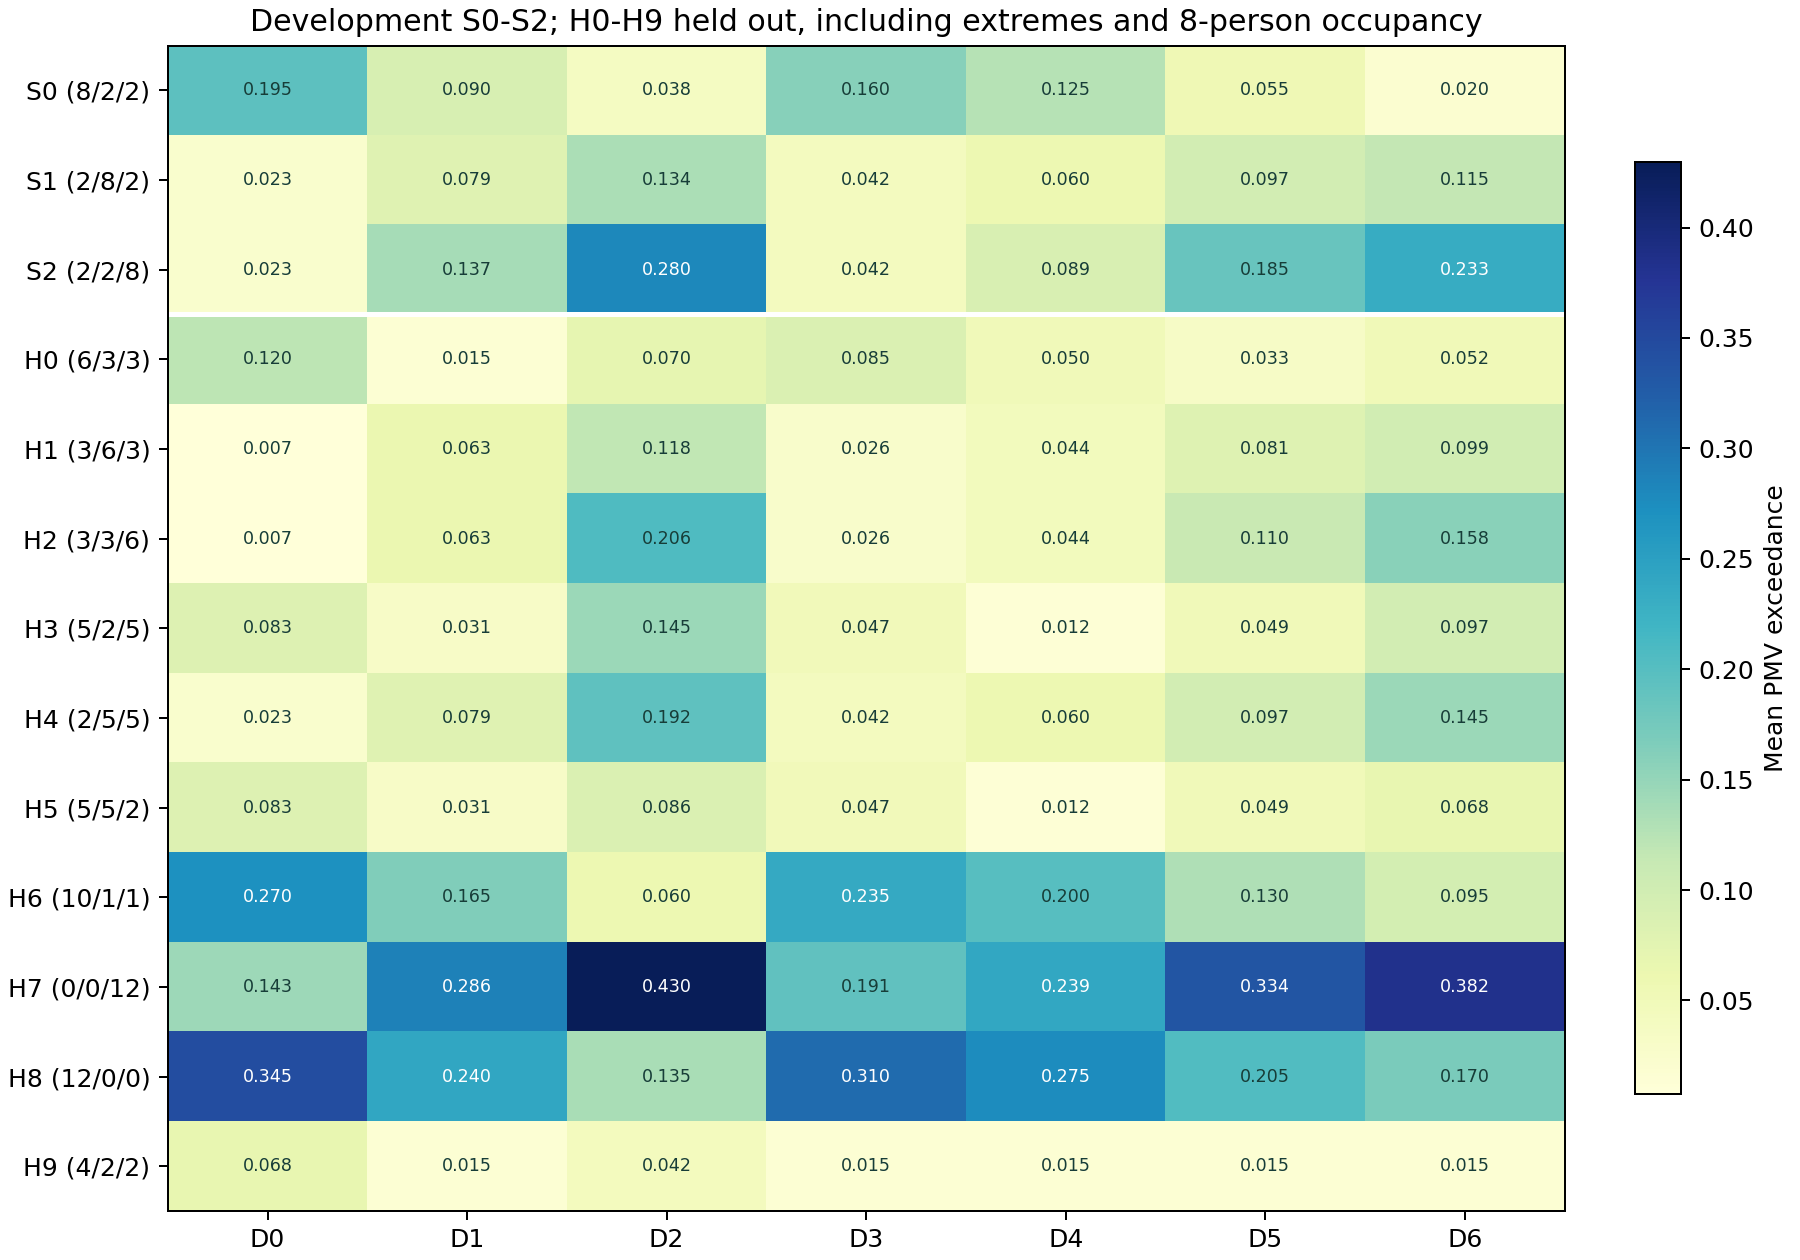 Development S0-S2; H0-H9 held out, including extremes and 8-person occupancy
S0 (8/2/2) 0.195 0.090 0.038 0.160 0.125 0.055 0.020
S1 (2/8/2) 0.023 0.079 0.134 0.042 0.060 0.097 0.115
S2 (2/2/8) 0.023 0.137 0.280 0.042 0.089 0.185 0.233
H0 (6/3/3) 0.120 0.015 0.070 0.085 0.050 0.033 0.052
H1 (3/6/3) 0.007 0.063 0.118 0.026 0.044 0.081 0.099
H2 (3/3/6) 0.007 0.063 0.206 0.026 0.044 0.110 0.158
H3 (5/2/5) 0.083 0.031 0.145 0.047 0.012 0.049 0.097
H4 (2/5/5) 0.023 0.079 0.192 0.042 0.060 0.097 0.145
H5 (5/5/2) 0.083 0.031 0.086 0.047 0.012 0.049 0.068
H6 (10/1/1) 0.270 0.165 0.060 0.235 0.200 0.130 0.095
H7 (0/0/12) 0.143 0.286 0.430 0.191 0.239 0.334 0.382
H8 (12/0/0) 0.345 0.240 0.135 0.310 0.275 0.205 0.170
H9 (4/2/2) 0.068 0.015 0.042 0.015 0.015 0.015 0.015
D0 D1 D2 D3 D4 D5 D6
0.40
0.35
0.30
0.25
0.20
0.15
0.10
0.05
Mean PMV exceedance